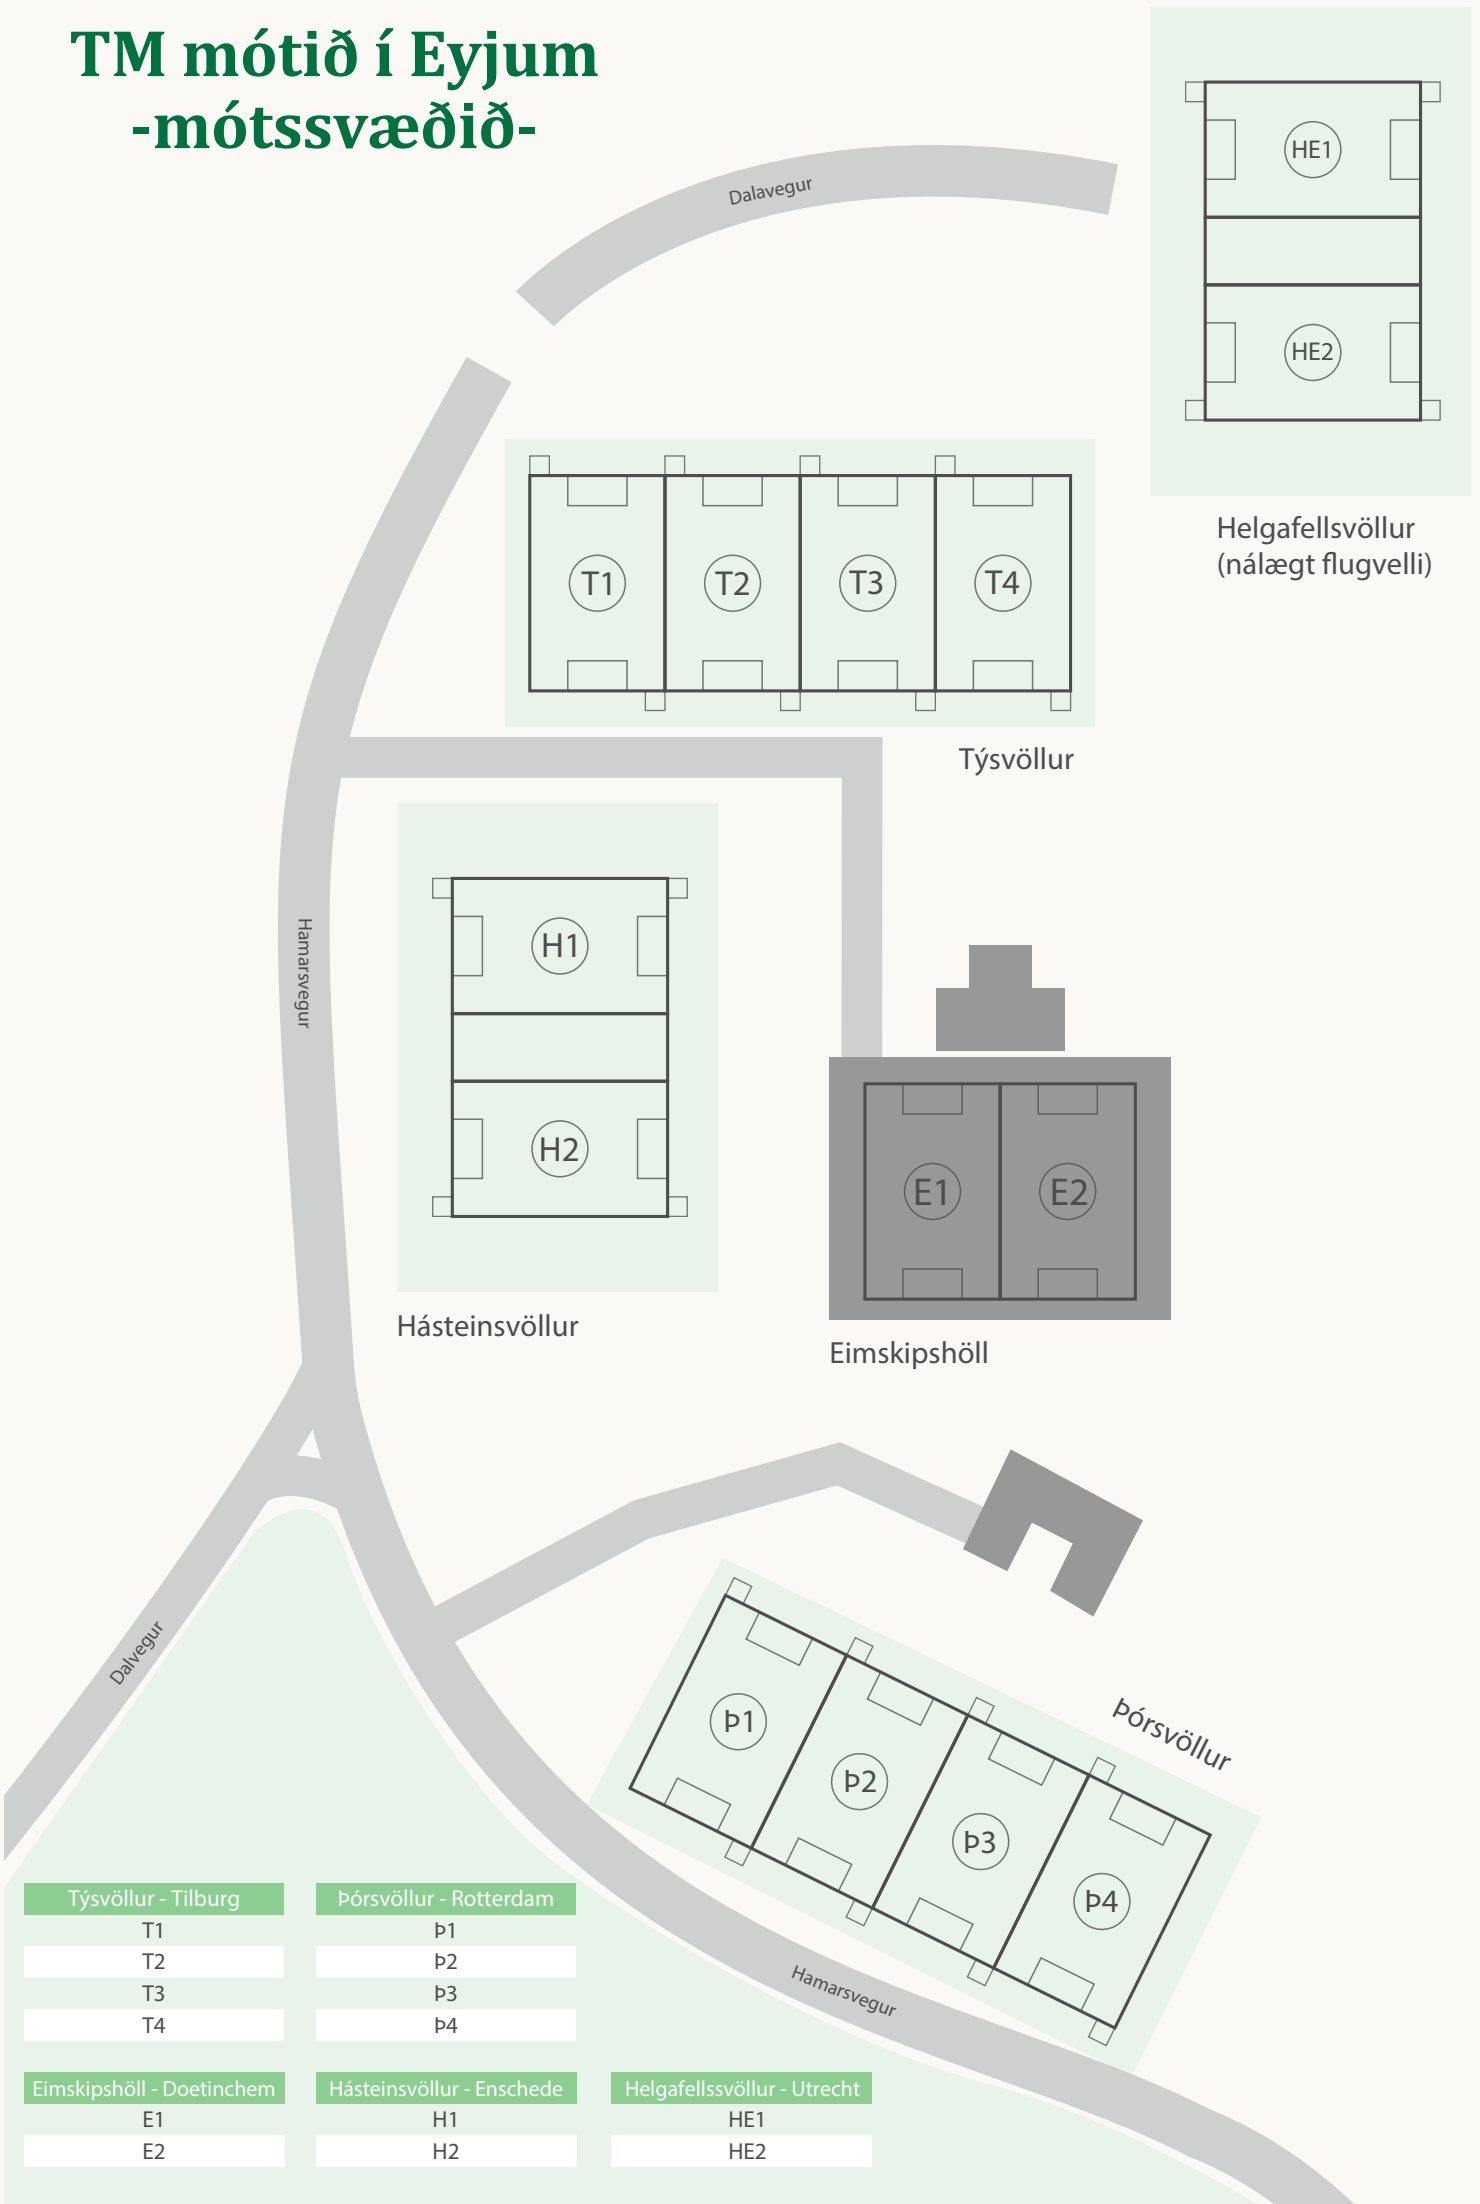 TM mótið í Eyjum
-mótssvæðið-
Dalavegur
HE1
HE2
Helgafellsvöllur
(nálægt flugvelli)
T1
T2
T3
T4
Týsvöllur
Hamarsvegur
H1
H2
Hásteinsvöllur
E1
E2
Eimskipshöll
Dalvegur
Þ1
Þ2
Þ3
Þ4
Þórsvöllur
Hamarsvegur
Týsvöllur - Tilburg
T1
T2
T3
T4
Þórsvöllur - Rotterdam
Þ1
Þ2
Þ3
Þ4
Eimskipshöll - Doetinchem
E1
E2
Hásteinsvöllur - Enschede
H1
H2
Helgafellssvöllur - Utrecht
HE1
HE2